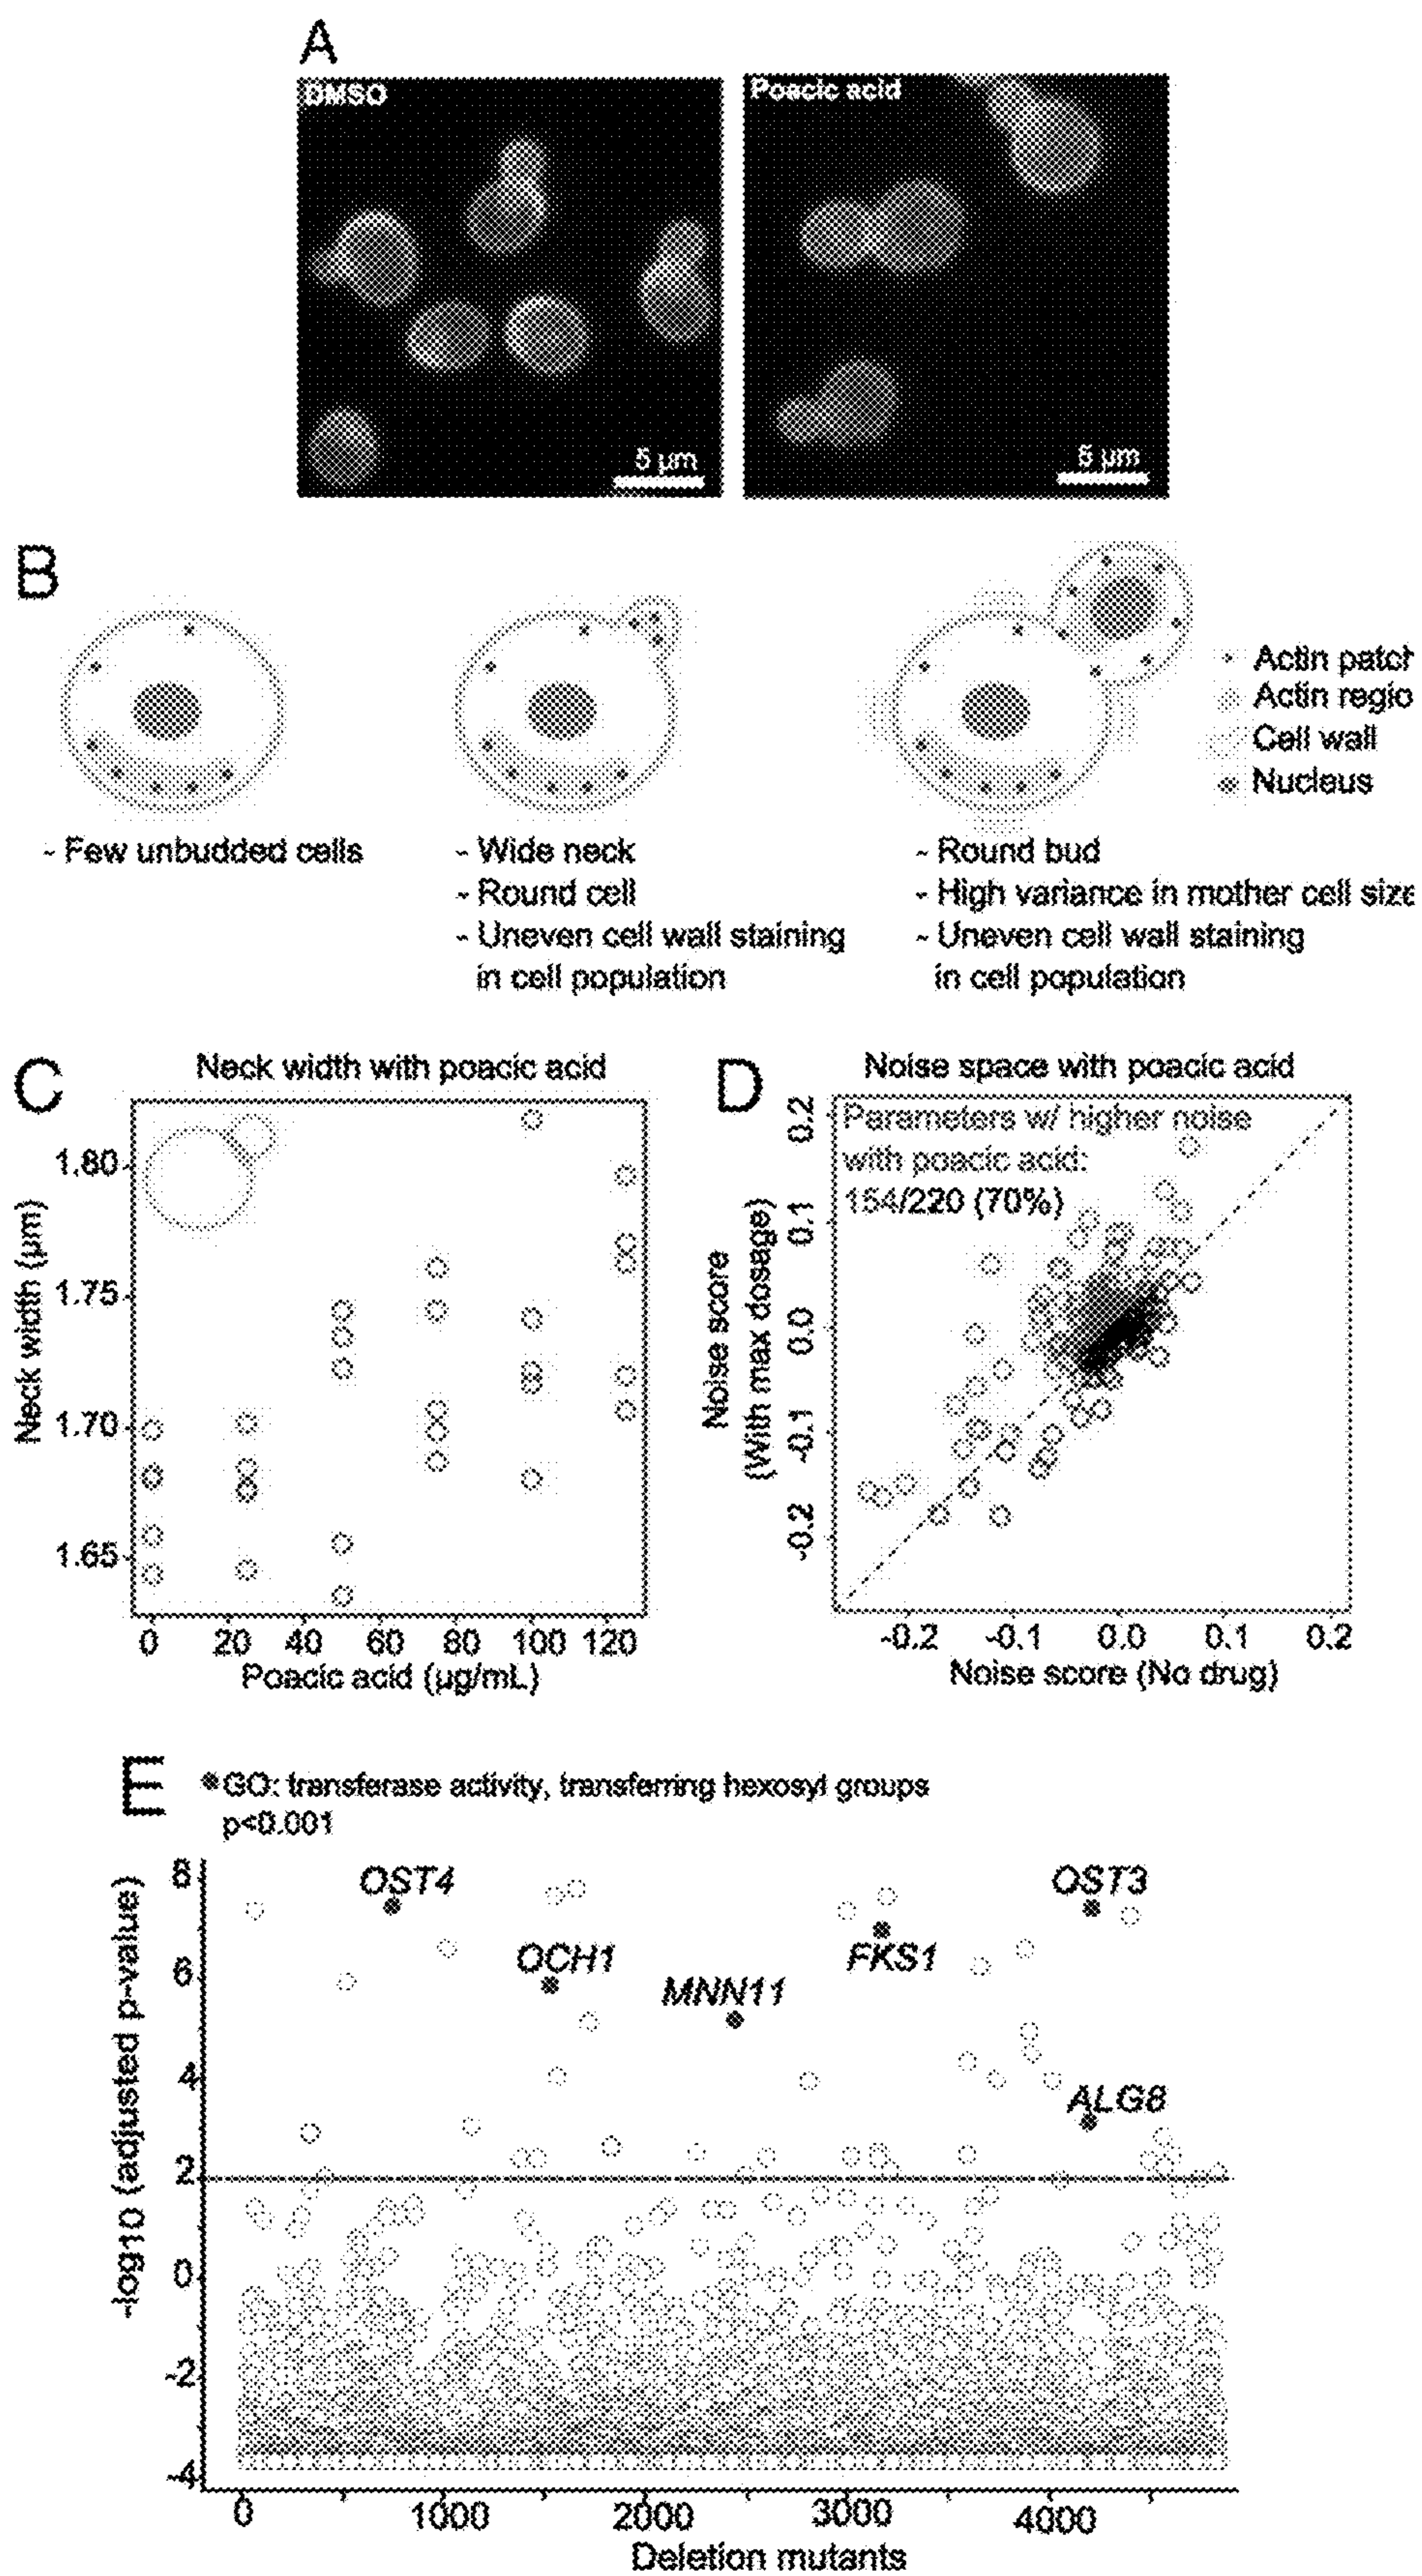 A
DMSO
Poacic acid
5 µm
5 µm
B
Actin patch
Actin regio
Cell wall
Nucleus
- Few unbudded cells
- Wide neck
- Round cell
- Uneven cell wall staining
in cell population
- Round bud
- High variance in mother cell size
- Uneven cell wall staining
in cell population
C
Neck width with poacic acid
Neck width (µm)
1.80
1.75
1.70
1.65
0 20 40 60 80 100 120
Poacic acid (µg/mL)
D
Noise space with poacic acid
Parameters w/ higher noise
with poacic acid:
154/220 (70%)
Noise score
(With max dosage)
0.2
0.1
0.0
-0.1
-0.2
-0.2 -0.1 0.0 0.1 0.2
Noise score (No drug)
E
GO: transferase activity, transferring hexosyl groups
p<0.001
-log10 (adjusted p-value)
8
6
4
2
0
-2
-4
OST4
OST3
OCH1
FKS1
MNN11
ALG8
0 1000 2000 3000 4000
Deletion mutants